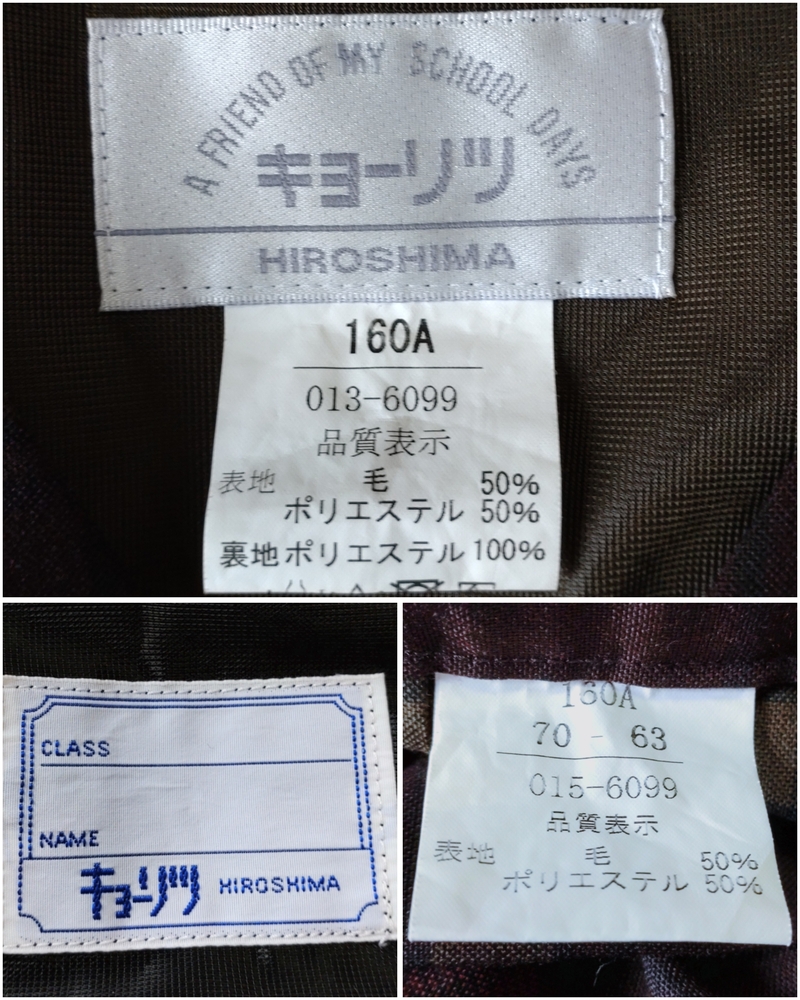 A FRIEND OF MY SCHOOL DAYS
キョーリツ
HIROSHIMA
160A
013-6099
品質表示
表地 毛 50%
ポリエステル 50%
裏地 ポリエステル 100%
CLASS
NAME
キョーリツ HIROSHIMA
160A
70 - 63
015-6099
品質表示
表地 毛 50%
ポリエステル 50%